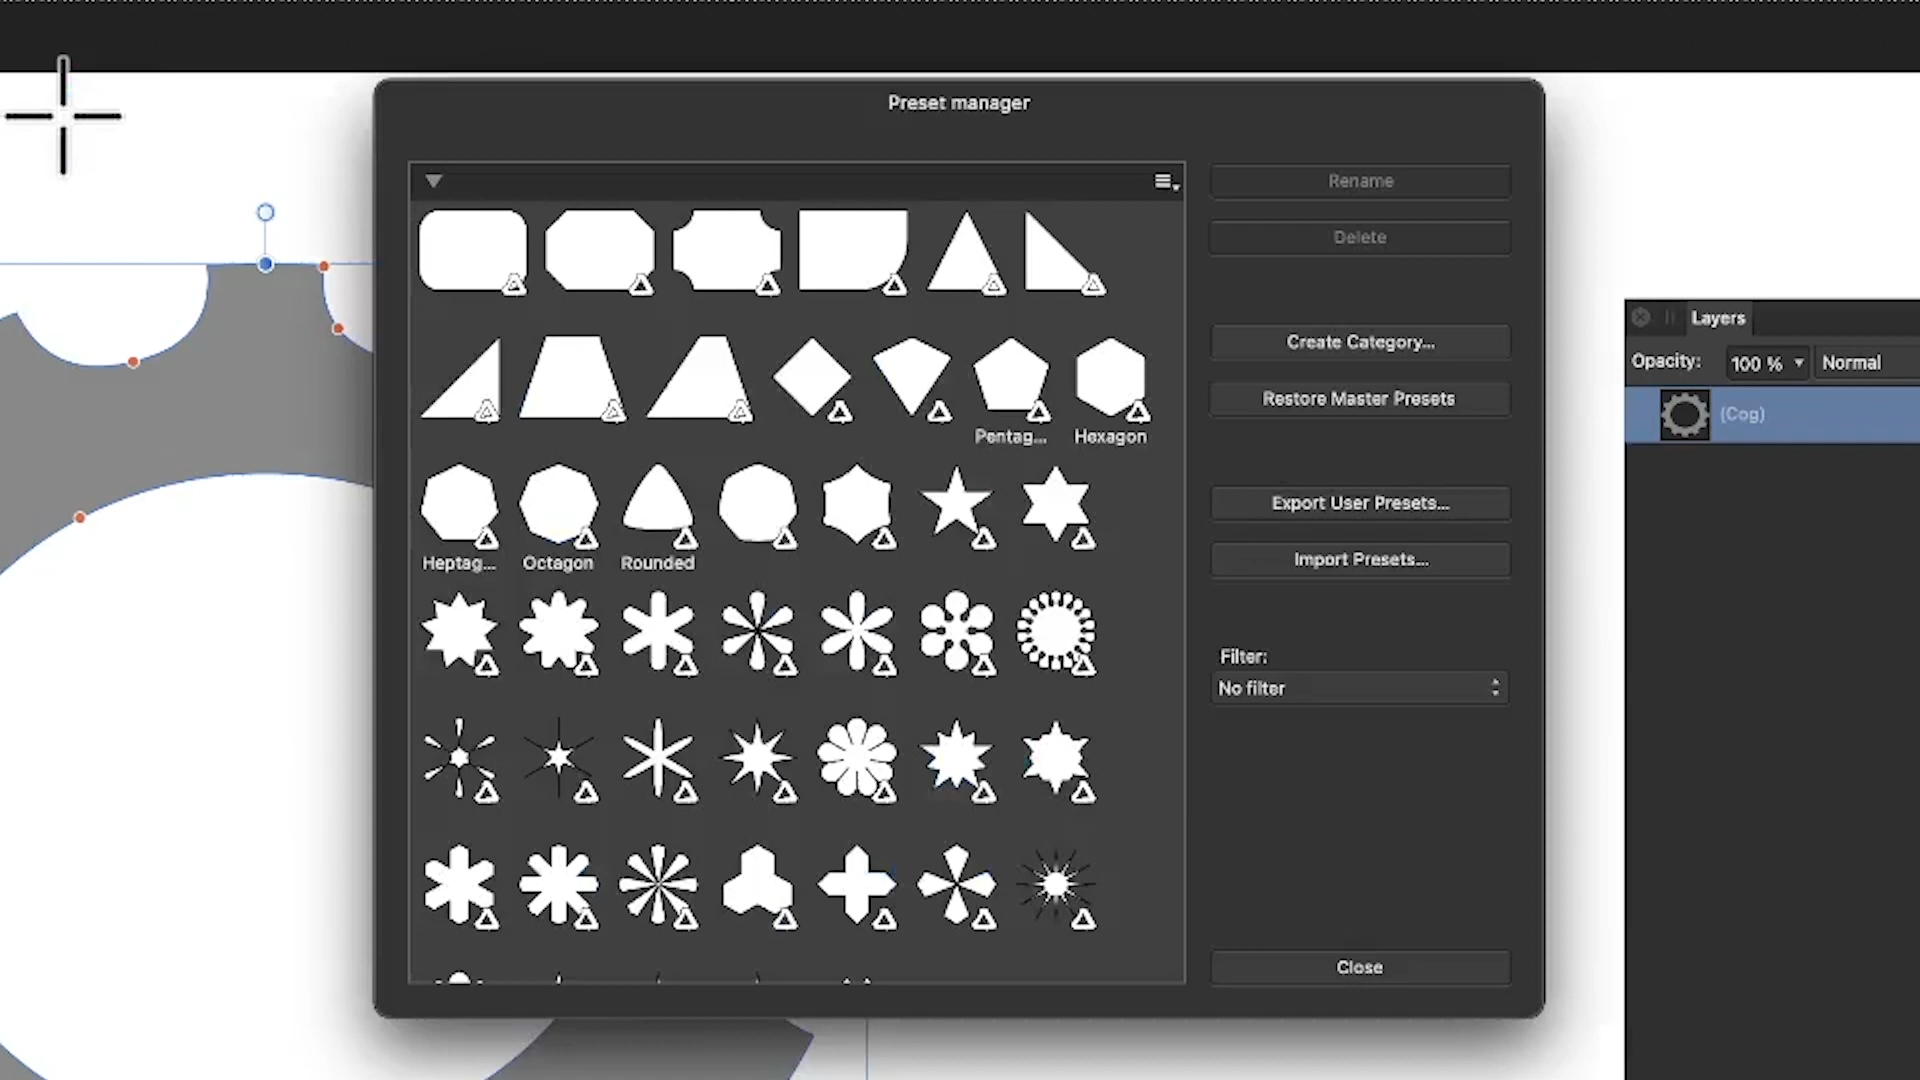 Preset manager
Rename
Delete
Create Category...
Restore Master Presets
Export User Presets...
Import Presets...
Filter:
No filter
Close
Pentag...
Hexagon
Heptag...
Octagon
Rounded
Layers
Opacity:
100 %
Normal
(Cog)